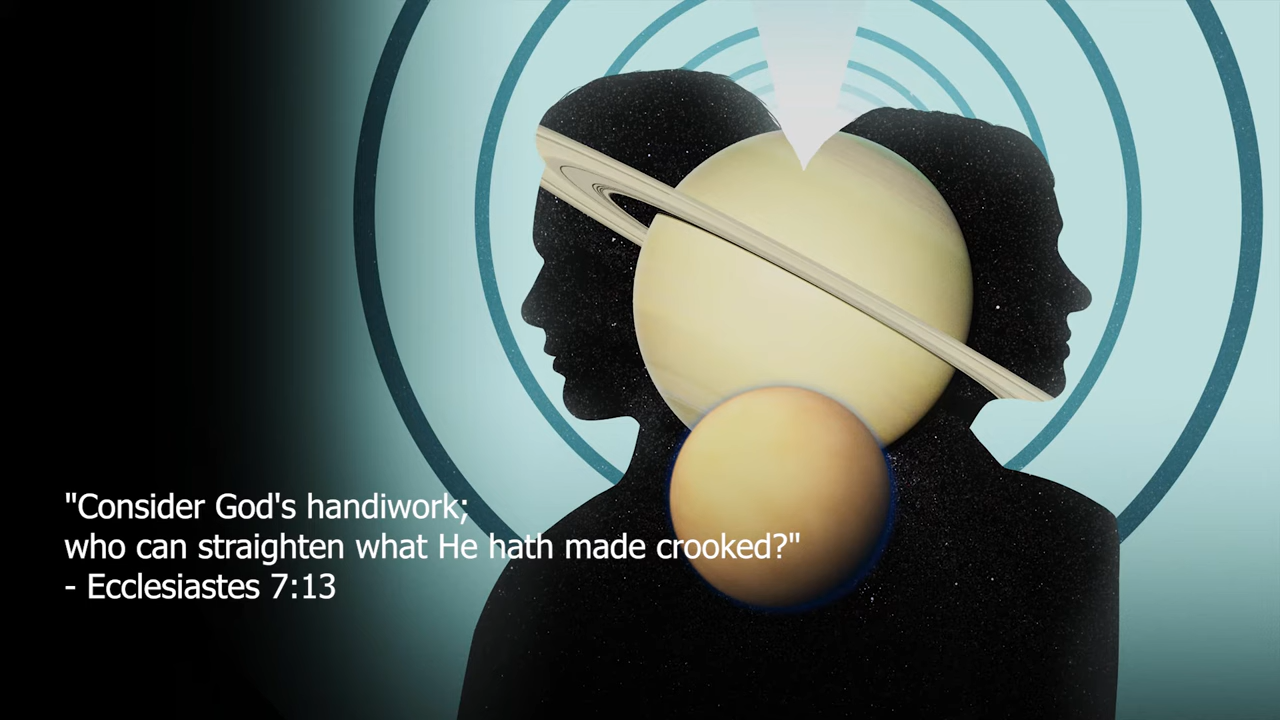 "Consider God's handiwork;
who can straighten what He hath made crooked?"
- Ecclesiastes 7:13